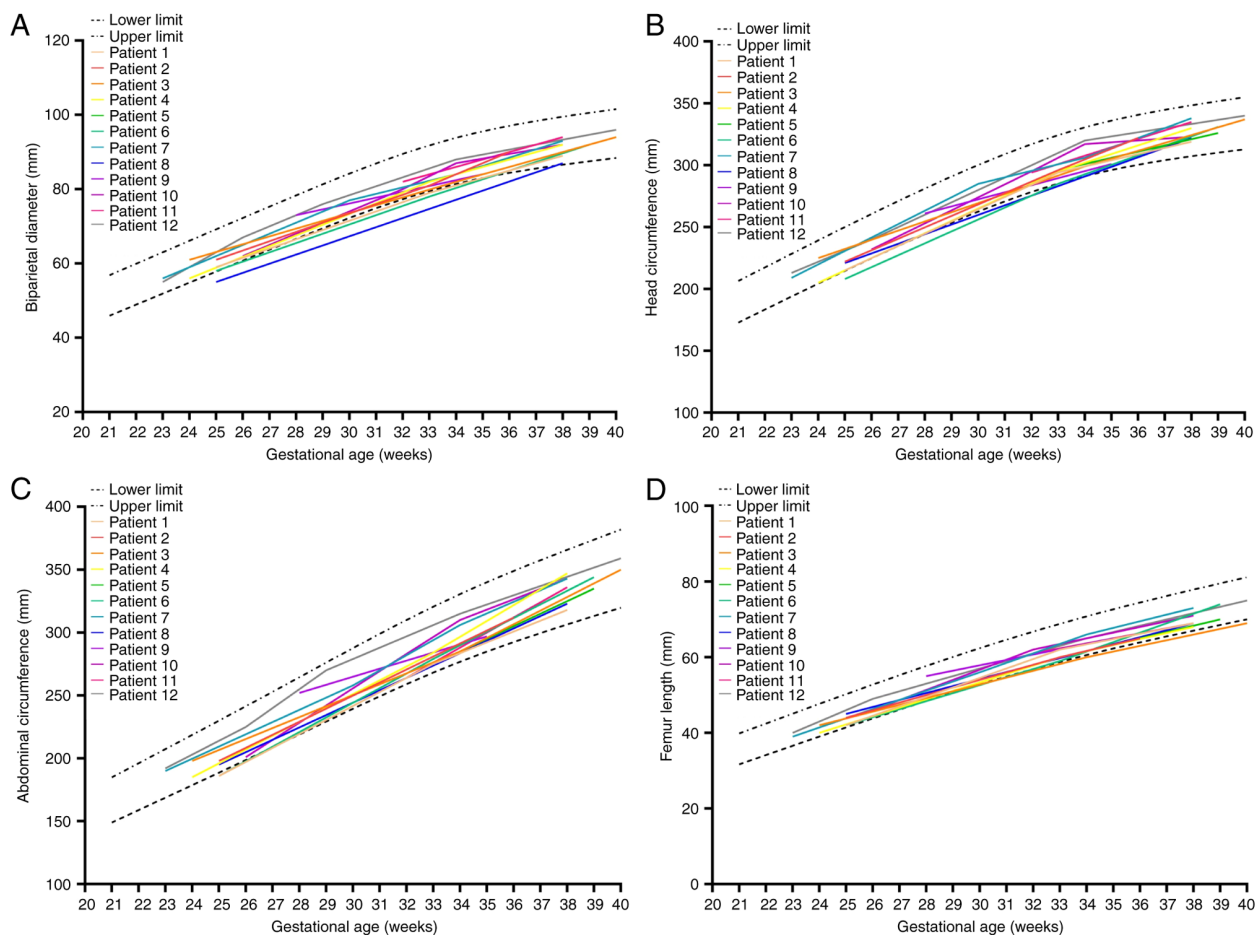 A
Lower limit
Upper limit
Patient 1
Patient 2
Patient 3
Patient 4
Patient 5
Patient 6
Patient 7
Patient 8
Patient 9
Patient 10
Patient 11
Patient 12
Biparietal diameter (mm)
120
100
80
60
40
20
20 21 22 23 24 25 26 27 28 29 30 31 32 33 34 35 36 37 38 39 40
Gestational age (weeks)
B
Lower limit
Upper limit
Patient 1
Patient 2
Patient 3
Patient 4
Patient 5
Patient 6
Patient 7
Patient 8
Patient 9
Patient 10
Patient 11
Patient 12
Head circumference (mm)
400
350
300
250
200
150
100
20 21 22 23 24 25 26 27 28 29 30 31 32 33 34 35 36 37 38 39 40
Gestational age (weeks)
C
Lower limit
Upper limit
Patient 1
Patient 2
Patient 3
Patient 4
Patient 5
Patient 6
Patient 7
Patient 8
Patient 9
Patient 10
Patient 11
Patient 12
Abdominal circumference (mm)
400
350
300
250
200
150
100
20 21 22 23 24 25 26 27 28 29 30 31 32 33 34 35 36 37 38 39 40
Gestational age (weeks)
D
Lower limit
Upper limit
Patient 1
Patient 2
Patient 3
Patient 4
Patient 5
Patient 6
Patient 7
Patient 8
Patient 9
Patient 10
Patient 11
Patient 12
Femur length (mm)
100
80
60
40
20
0
20 21 22 23 24 25 26 27 28 29 30 31 32 33 34 35 36 37 38 39 40
Gestational age (weeks)